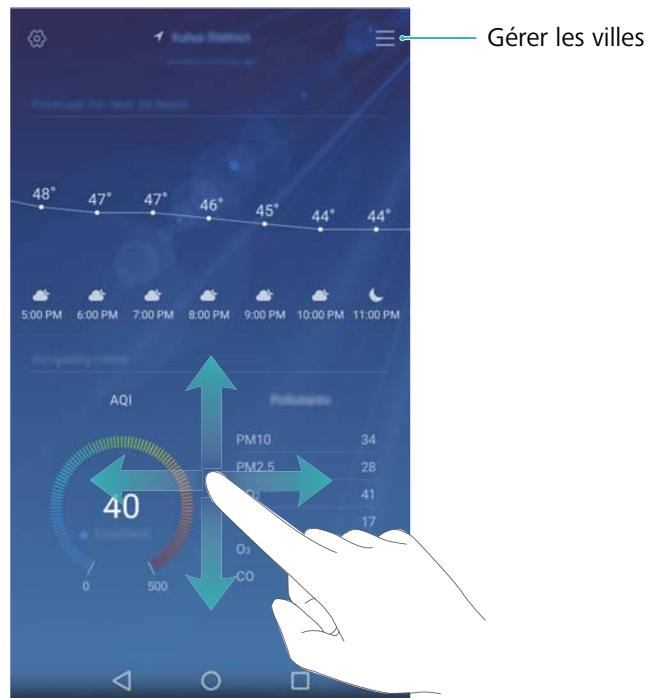 Gérer les villes
48° 47° 47° 46° 45° 44° 44°
5:00 PM 6:00 PM 7:00 PM 8:00 PM 9:00 PM 10:00 PM 11:00 PM
AQI Pollutants
PM10 34
PM2.5 28
41
17
O₃
CO
40
0 500